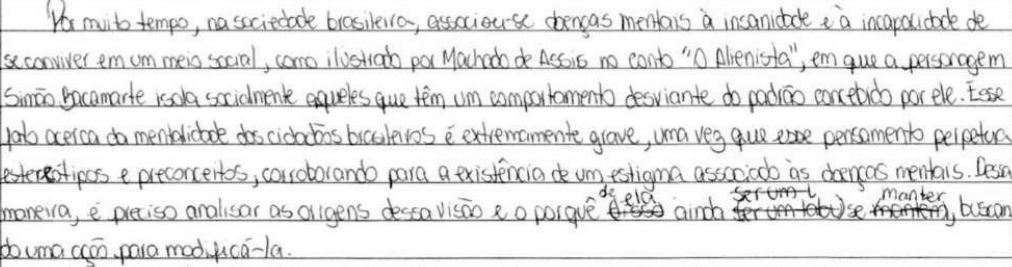 Por muito tempo, na sociedade brasileira, associou-se doenças mentais à insanidade e à incapacidade de
se conviver em um meio social, como ilustrado por Machado de Assis no conto "O Alienista", em que a personagem
Simão Bacamarte isola socialmente aqueles que têm um comportamento desviante do padrão concebido por ele. Esse
fato acerca da mentalidade dos cidadãos brasileiros é extremamente grave, uma vez que esse pensamento perpetua
estereótipos e preconceitos, corroborando para a existência de um estigma associado às doenças mentais. Dessa
maneira, é preciso analisar as origens dessa visão e o porquê de ela ainda se manter, buscan
do uma ação para modificá-la.